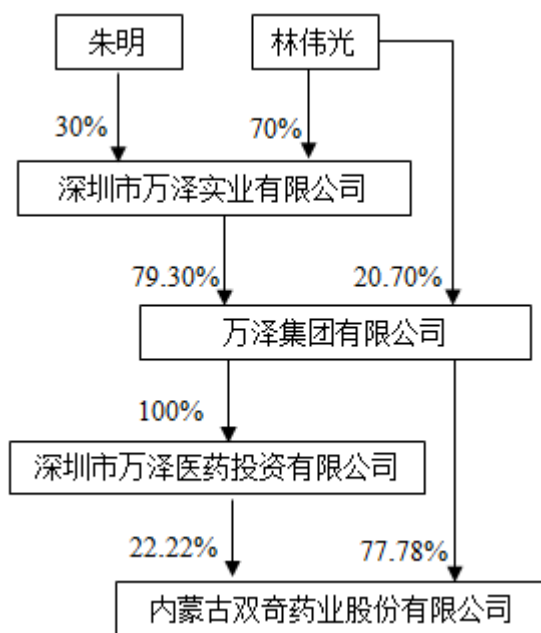 朱明
林伟光
30%
70%
深圳市万泽实业有限公司
79.30%
20.70%
万泽集团有限公司
100%
深圳市万泽医药投资有限公司
22.22%
77.78%
内蒙古双奇药业股份有限公司